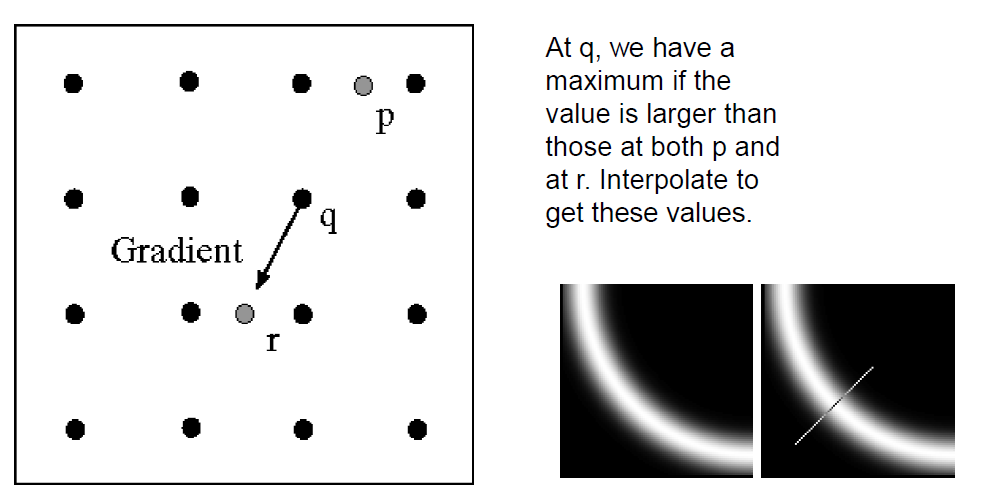 p
q
Gradient
r
At q, we have a
maximum if the
value is larger than
those at both p and
at r. Interpolate to
get these values.